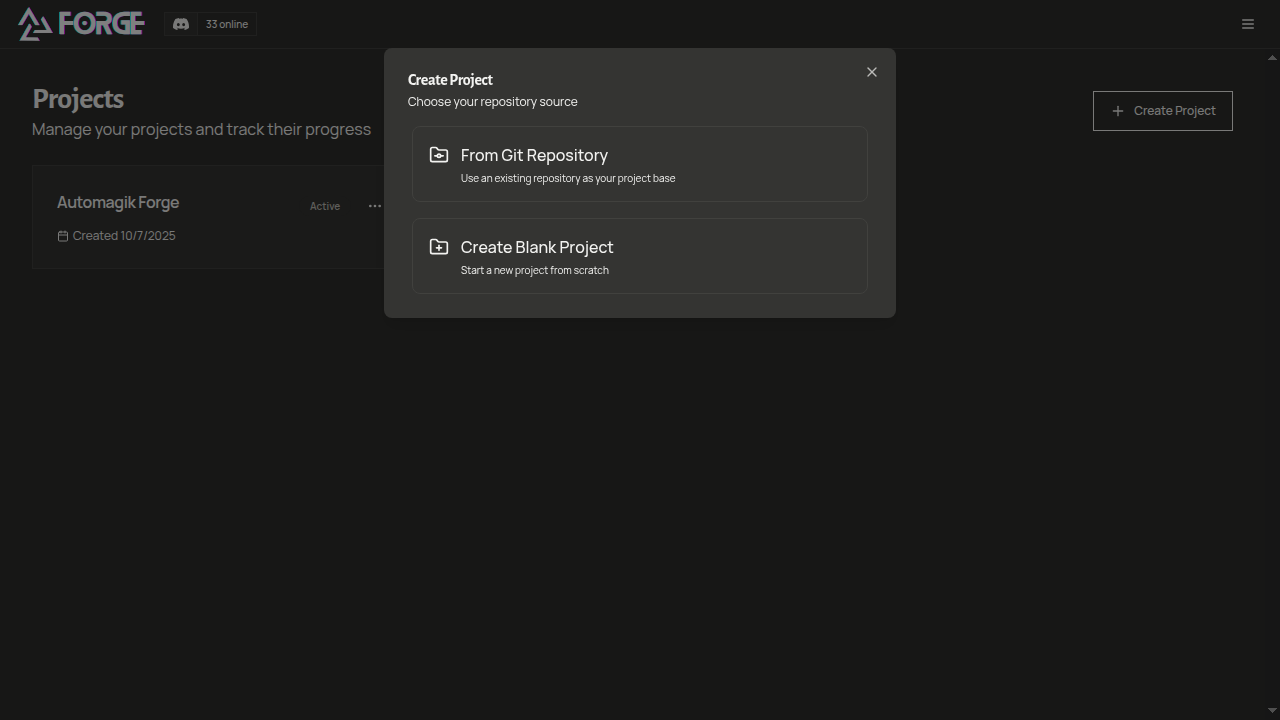 FORGE
33 online
Projects
Manage your projects and track their progress
Create Project
Automagik Forge
Active
Created 10/7/2025
Create Project
Choose your repository source
From Git Repository
Use an existing repository as your project base
Create Blank Project
Start a new project from scratch